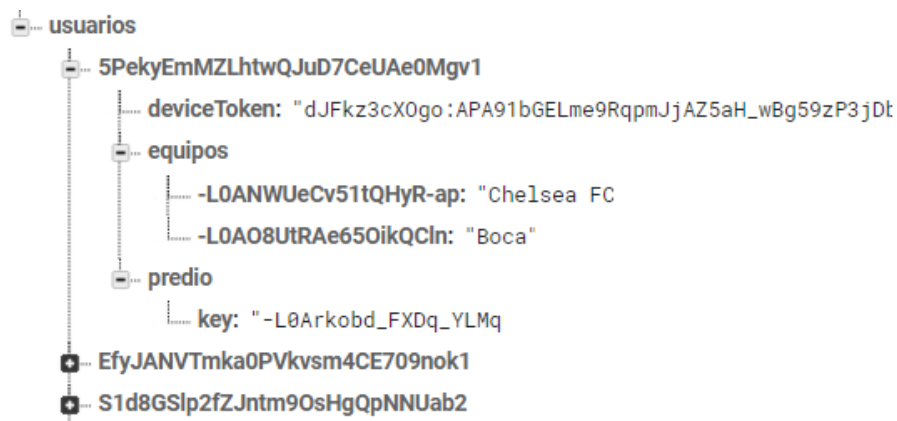 usuarios
5PekyEmMZLhtwQJuD7CeUAe0Mgv1
deviceToken: "dJFkz3cXOgo:APA91bGELme9RqpmJjAZ5aH_wBg59zP3jDt
equipos
-L0ANWUeCv51tQHyR-ap: "Chelsea FC
-L0AO8UtRAe65OikQCln: "Boca"
predio
key: "-L0Arkobd_FXDq_YLMq
EfyJANVTmka0PVkvsm4CE709nok1
S1d8GSlp2fZJntm9OsHgQpNNUab2